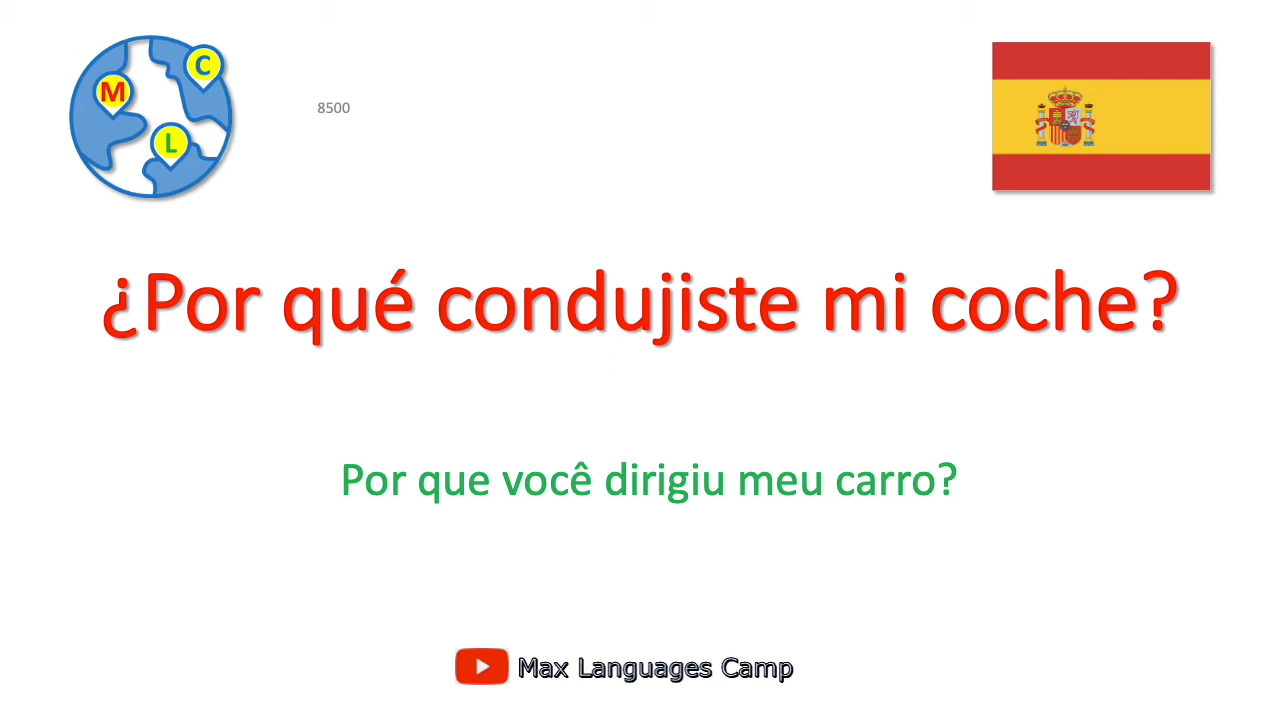 M
C
L
8500
¿Por qué condujiste mi coche?
Por que você dirigiu meu carro?
Max Languages Camp